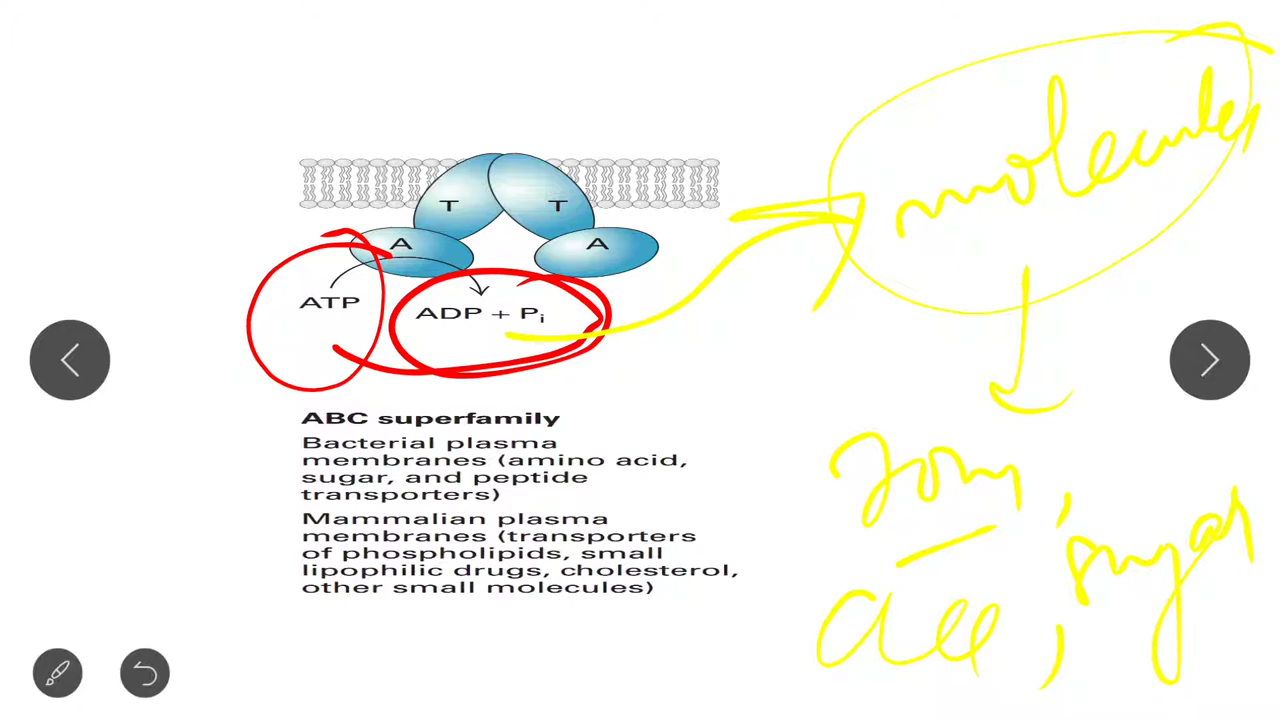 T T
A A
ATP
ADP + Pi
ABC superfamily
Bacterial plasma
membranes (amino acid,
sugar, and peptide
transporters)
Mammalian plasma
membranes (transporters
of phospholipids, small
lipophilic drugs, cholesterol,
other small molecules)
molecules
, sugar
,